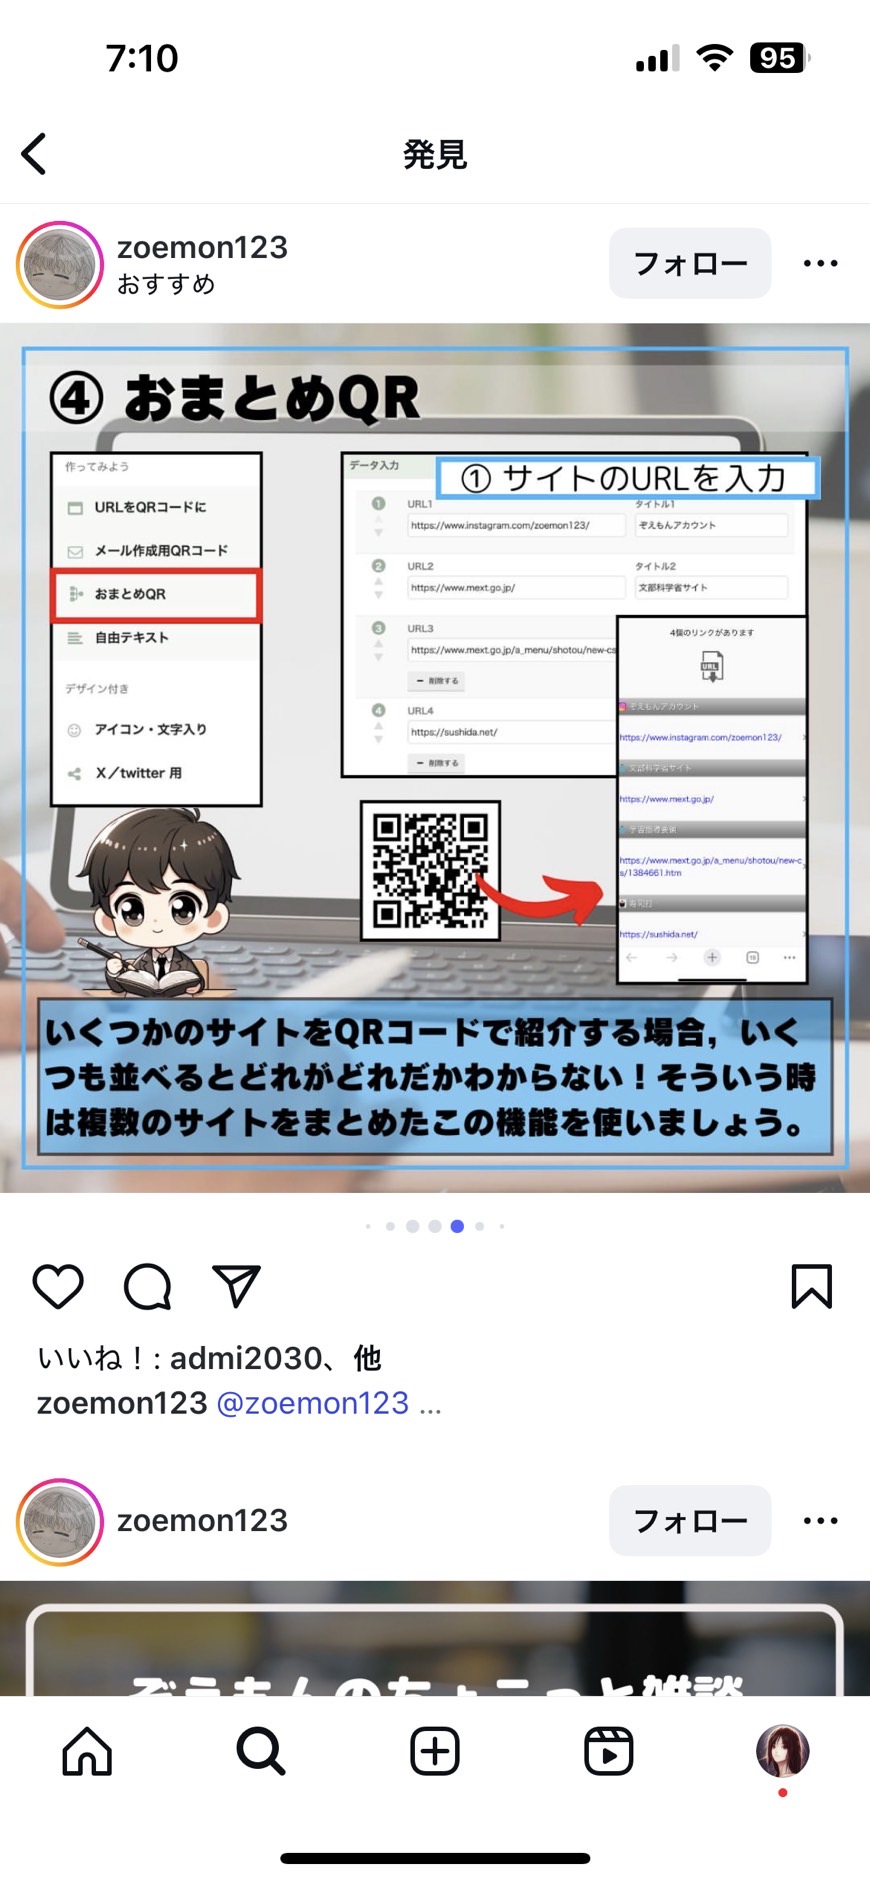 7:10
95
発見
zoemon123
おすすめ
フォロー
④ おまとめQR
作ってみよう
URLをQRコードに
メール作成用QRコード
おまとめQR
自由テキスト
デザイン付き
アイコン・文字入り
X／twitter 用
データ入力
① サイトのURLを入力
1
URL1
タイトル1
https://www.instagram.com/zoemon123/
ぞえもんアカウント
2
URL2
タイトル2
https://www.mext.go.jp/
文部科学省サイト
3
URL3
https://www.mext.go.jp/a_menu/shotou/new-cs
ー 削除する
4
URL4
https://sushida.net/
ー 削除する
4個のリンクがあります
URL
ぞえもんアカウント
https://www.instagram.com/zoemon123/
文部科学省サイト
https://www.mext.go.jp/
学習指導要領
https://www.mext.go.jp/a_menu/shotou/new-c
s/1384661.htm
寿司打
https://sushida.net/
いくつかのサイトをQRコードで紹介する場合，いく
つも並べるとどれがどれだかわからない！そういう時
は複数のサイトをまとめたこの機能を使いましょう。
いいね！: admi2030、他
zoemon123 @zoemon123 ...
zoemon123
フォロー
ぞえもんのちょこっと雑談